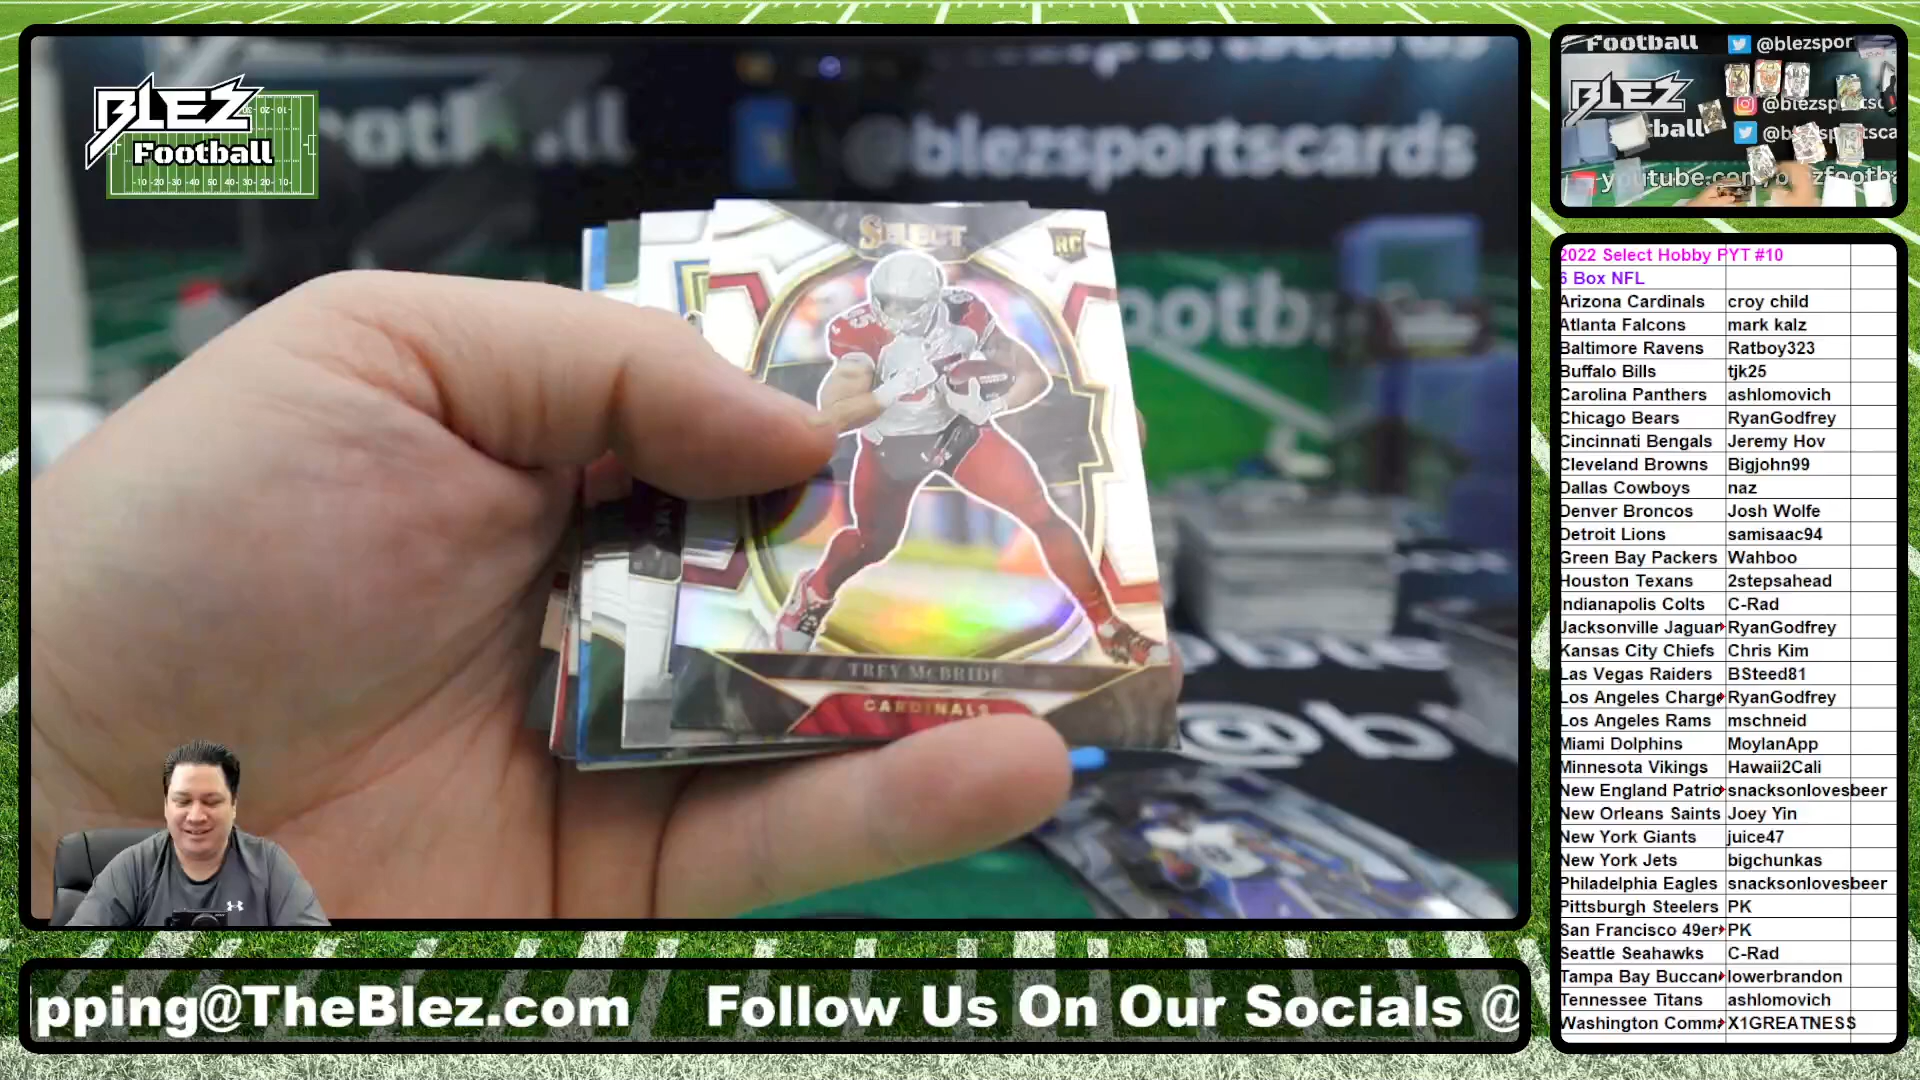 BLEZ
Football
@blezsportscards
SELECT
RC
TREY McBRIDE
CARDINALS
pping@TheBlez.com Follow Us On Our Socials @
Football @blezspor
BLEZ
@blezsp
youtube.com/b
2022 Select Hobby PYT #10
6 Box NFL
Arizona Cardinals croy child
Atlanta Falcons mark kalz
Baltimore Ravens Ratboy323
Buffalo Bills tjk25
Carolina Panthers ashlomovich
Chicago Bears RyanGodfrey
Cincinnati Bengals Jeremy Hov
Cleveland Browns Bigjohn99
Dallas Cowboys naz
Denver Broncos Josh Wolfe
Detroit Lions samisaac94
Green Bay Packers Wahboo
Houston Texans 2stepsahead
Indianapolis Colts C-Rad
Jacksonville Jaguar RyanGodfrey
Kansas City Chiefs Chris Kim
Las Vegas Raiders BSteed81
Los Angeles Charge RyanGodfrey
Los Angeles Rams mschneid
Miami Dolphins MoylanApp
Minnesota Vikings Hawaii2Cali
New England Patrio snacksonlovesbeer
New Orleans Saints Joey Yin
New York Giants juice47
New York Jets bigchunkas
Philadelphia Eagles snacksonlovesbeer
Pittsburgh Steelers PK
San Francisco 49er PK
Seattle Seahawks C-Rad
Tampa Bay Buccan lowerbrandon
Tennessee Titans ashlomovich
Washington Comm X1GREATNESS